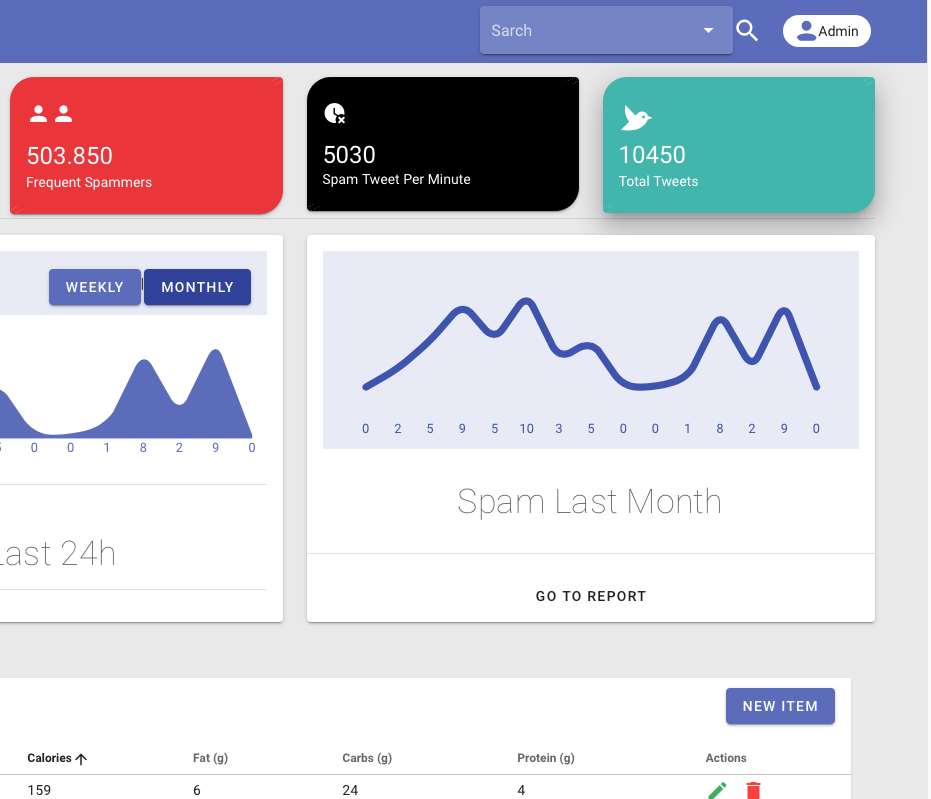 Sarch
Admin
503.850
Frequent Spammers
5030
Spam Tweet Per Minute
10450
Total Tweets
WEEKLY
MONTHLY
0 0 1 8 2 9 0
Last 24h
0 2 5 9 5 10 3 5 0 0 1 8 2 9 0
Spam Last Month
GO TO REPORT
NEW ITEM
Calories Fat (g) Carbs (g) Protein (g) Actions
159 6 24 4